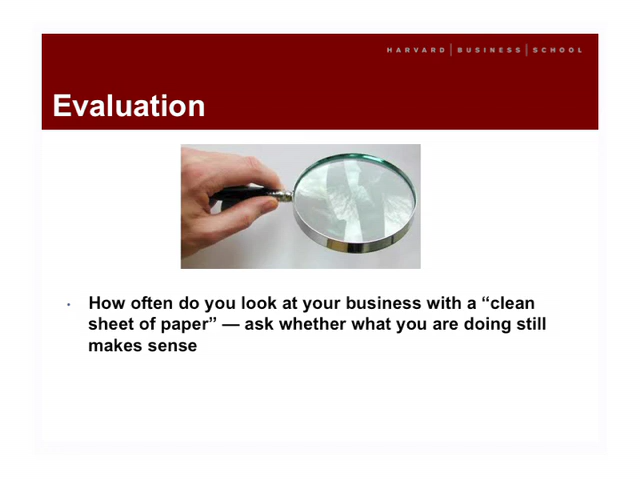 HARVARD | BUSINESS | SCHOOL
Evaluation
• How often do you look at your business with a “clean
sheet of paper” — ask whether what you are doing still
makes sense